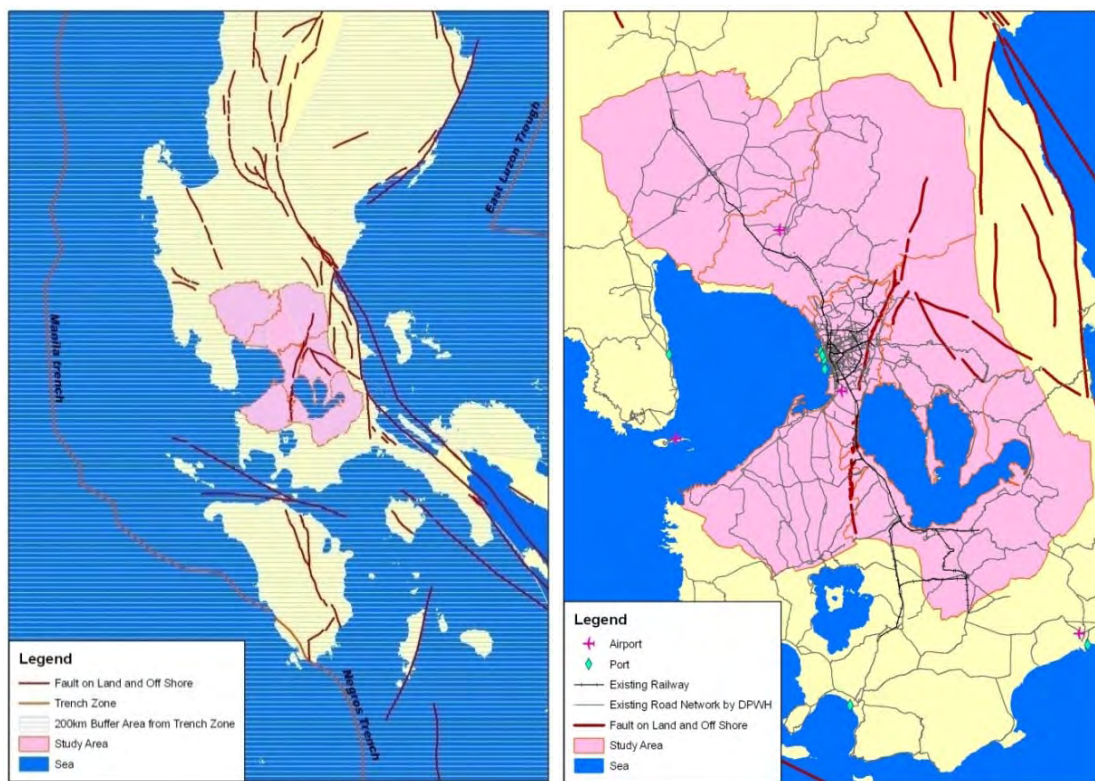 East Luzon Trough
Manila trench
Negros Trench
Legend
Fault on Land and Off Shore
Trench Zone
200km Buffer Area from Trench Zone
Study Area
Sea
Legend
Airport
Port
Existing Railway
Existing Road Network by DPWH
Fault on Land and Off Shore
Study Area
Sea